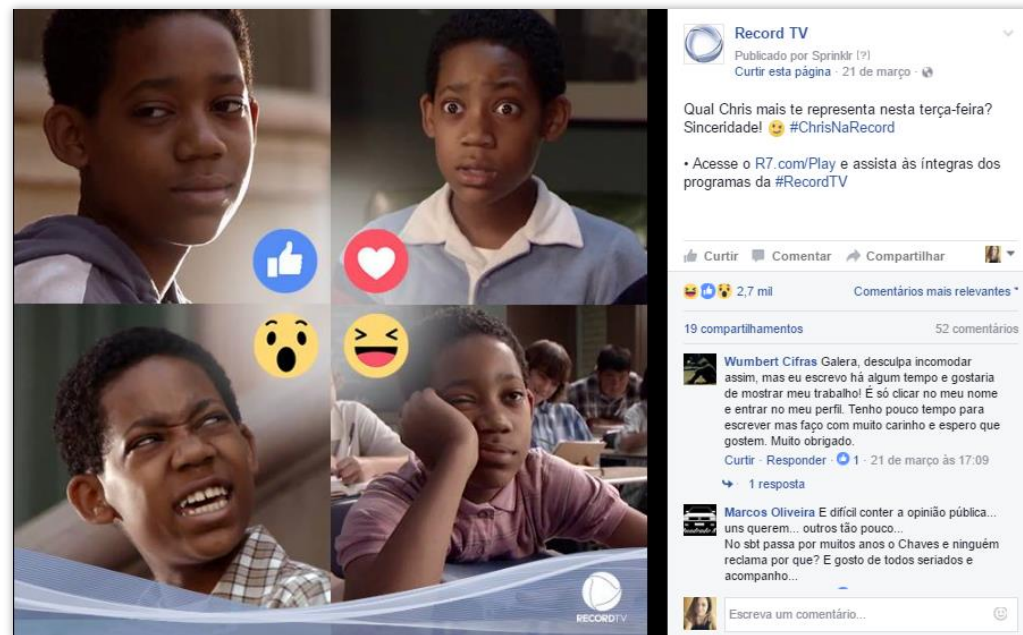 RECORDTV
Record TV
Publicado por Sprinklr [?]
Curtir esta página · 21 de março ·
Qual Chris mais te representa nesta terça-feira?
Sinceridade! #ChrisNaRecord
• Acesse o R7.com/Play e assista às íntegras dos
programas da #RecordTV
Curtir Comentar Compartilhar
2,7 mil Comentários mais relevantes
19 compartilhamentos 52 comentários
Wumbert Cifras Galera, desculpa incomodar
assim, mas eu escrevo há algum tempo e gostaria
de mostrar meu trabalho! É só clicar no meu nome
e entrar no meu perfil. Tenho pouco tempo para
escrever mas faço com muito carinho e espero que
gostem. Muito obrigado.
Curtir · Responder · 1 · 21 de março às 17:09
1 resposta
Marcos Oliveira E difícil conter a opinião pública...
uns querem... outros tão pouco...
No sbt passa por muitos anos o Chaves e ninguém
reclama por que? E gosto de todos seriados e
acompanho...
Escreva um comentário...